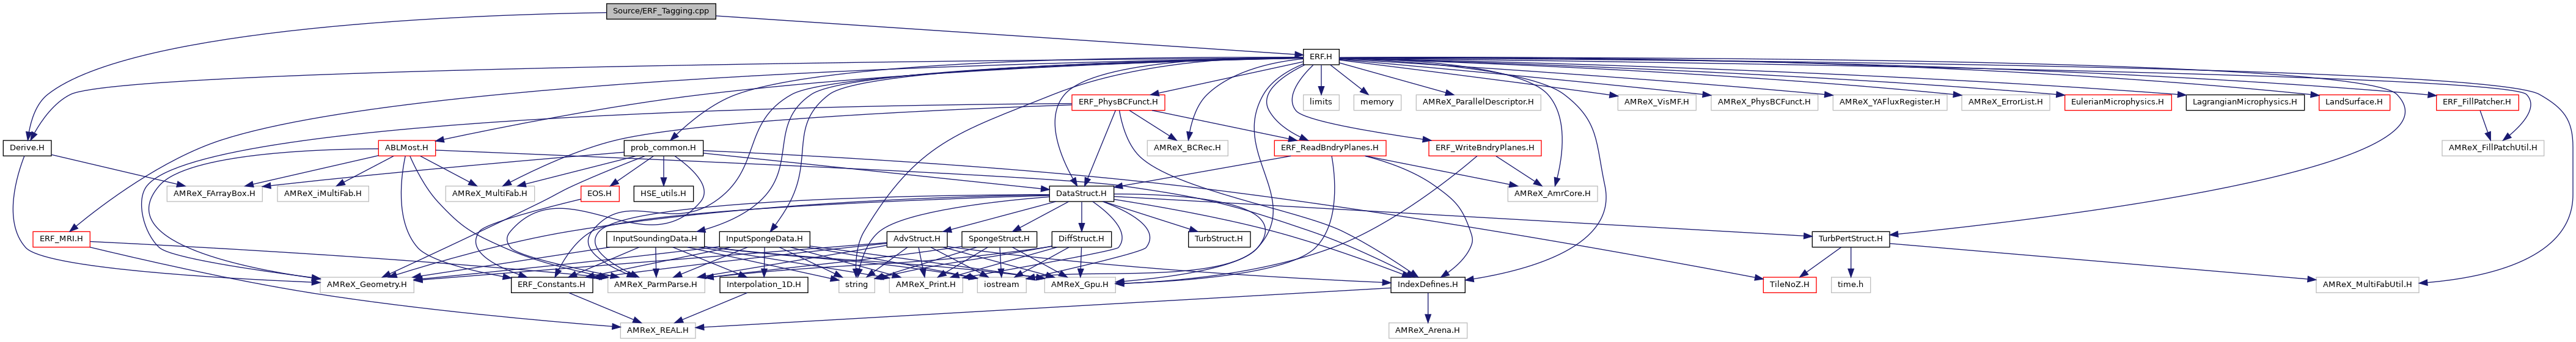 Source/ERF_Tagging.cpp
ERF.H
ERF_PhysBCFunct.H
limits
memory
AMReX_ParallelDescriptor.H
AMReX_VisMF.H
AMReX_PhysBCFunct.H
AMReX_YAFluxRegister.H
AMReX_ErrorList.H
EulerianMicrophysics.H
LagrangianMicrophysics.H
LandSurface.H
ERF_FillPatcher.H
Derive.H
ABLMost.H
prob_common.H
AMReX_BCRec.H
ERF_ReadBndryPlanes.H
ERF_WriteBndryPlanes.H
AMReX_FillPatchUtil.H
AMReX_FArrayBox.H
AMReX_iMultiFab.H
AMReX_MultiFab.H
EOS.H
HSE_utils.H
DataStruct.H
AMReX_AmrCore.H
ERF_MRI.H
InputSoundingData.H
InputSpongeData.H
AdvStruct.H
SpongeStruct.H
DiffStruct.H
TurbStruct.H
TurbPertStruct.H
AMReX_Geometry.H
ERF_Constants.H
AMReX_ParmParse.H
Interpolation_1D.H
string
AMReX_Print.H
iostream
AMReX_Gpu.H
IndexDefines.H
TileNoZ.H
time.h
AMReX_MultiFabUtil.H
AMReX_REAL.H
AMReX_Arena.H